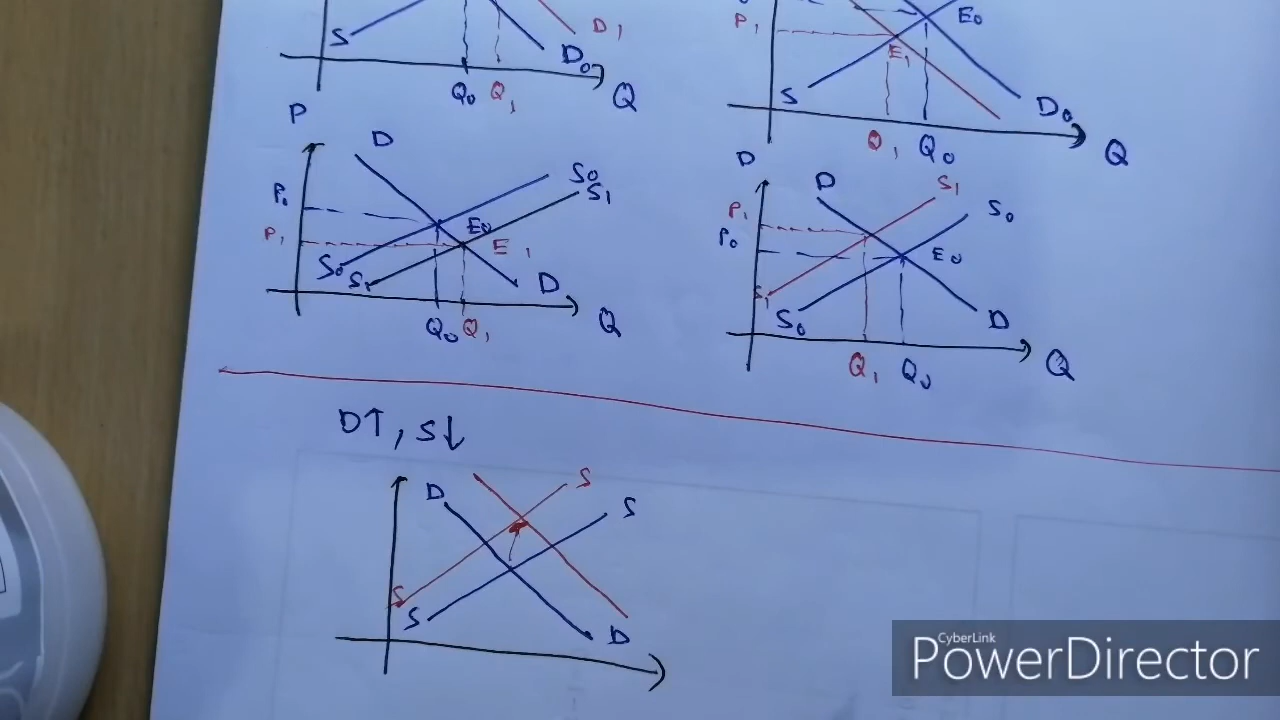 P
S
D1
D0
Q0 Q1
Q
P1
E0
E1
S
D0
Q1 Q0
Q
P
D
S0
S1
P0
E0
P1
E1
S0
S1
D
Q0 Q1
Q
P
D
S1
S0
P1
P0
E0
S1
S0
D
Q1 Q0
Q
D↑, S↓
D
S
S
S
S
D
CyberLink
PowerDirector